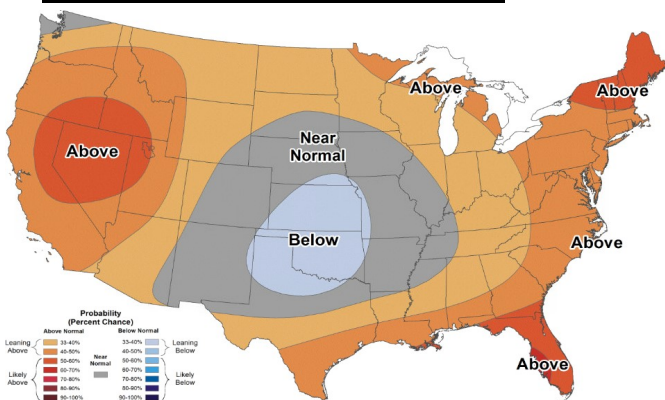 Above
Above
Near
Normal
Above
Below
Above
Above
Probability
(Percent Chance)
Above Normal
Below Normal
Leaning
Above
33-40%
40-50%
33-40%
40-50%
Leaning
Below
Near
Normal
Likely
Above
50-60%
60-70%
70-80%
80-90%
90-100%
50-60%
60-70%
70-80%
80-90%
90-100%
Likely
Below